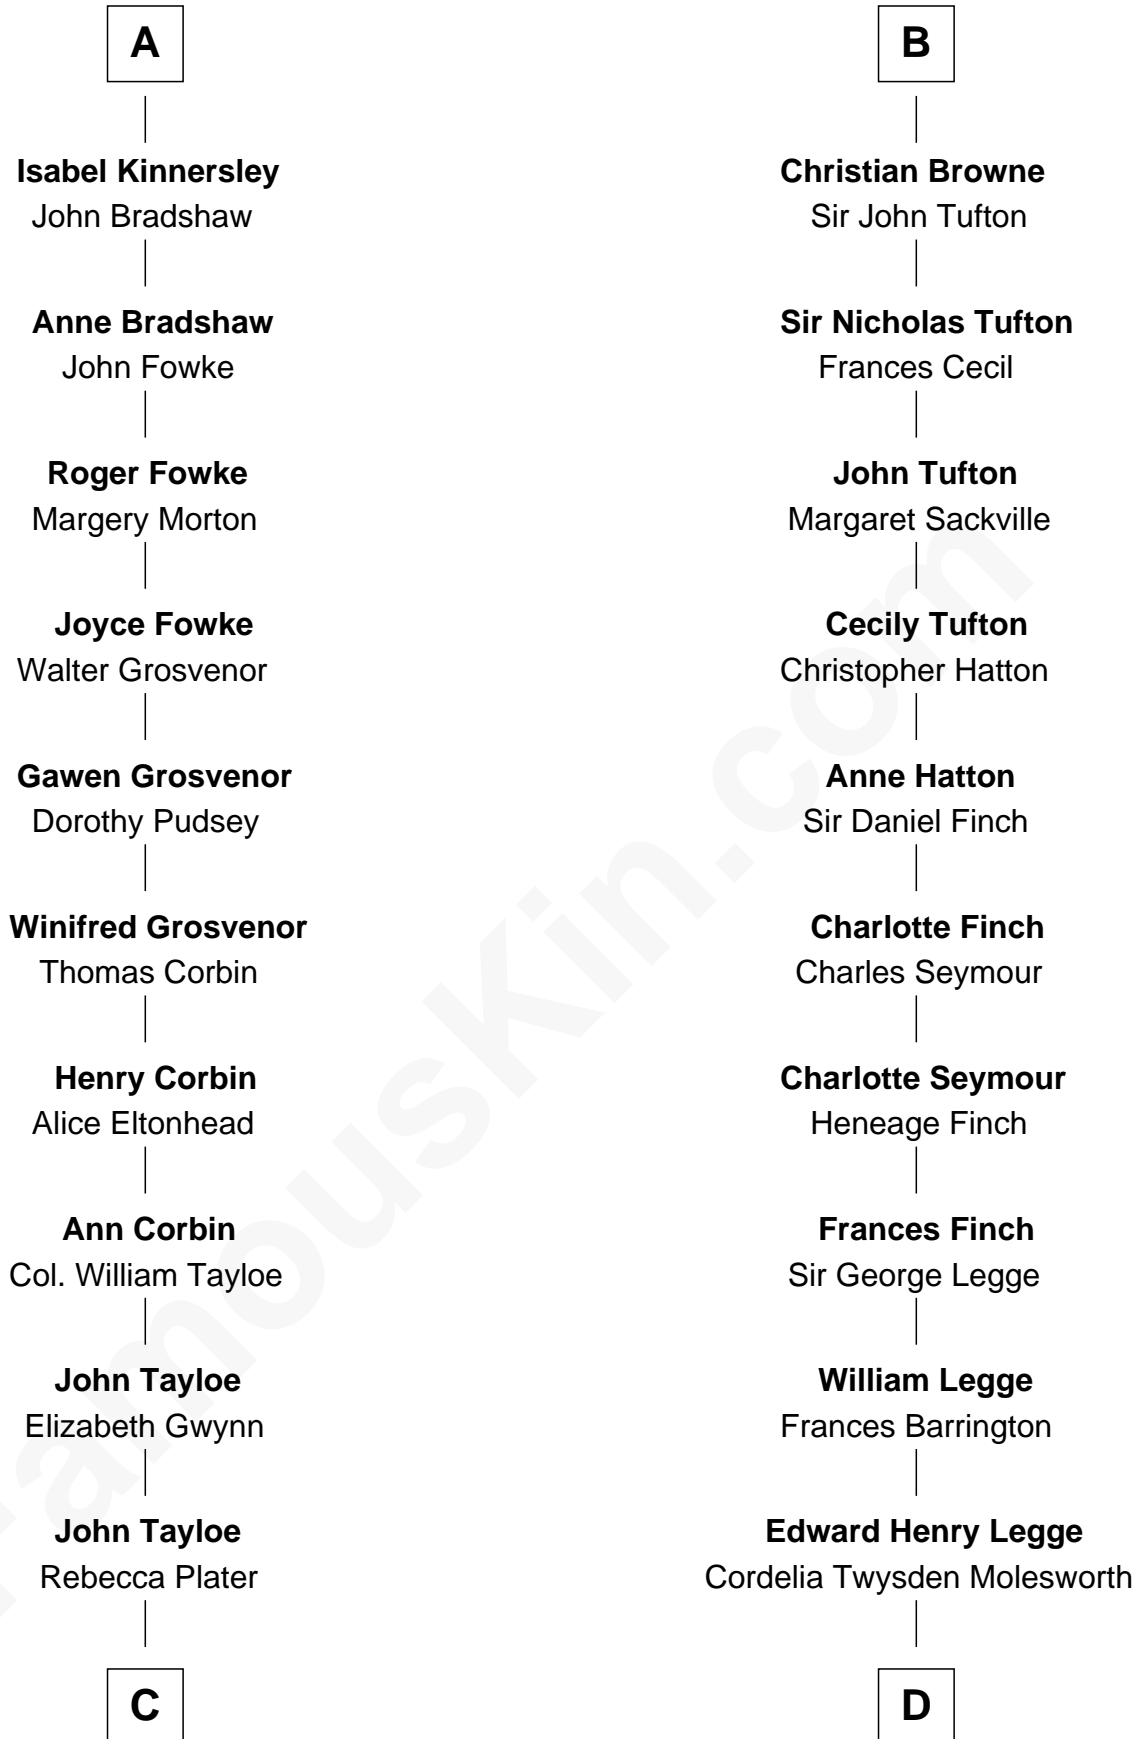 A
Isabel Kinnersley
John Bradshaw
Anne Bradshaw
John Fowke
Roger Fowke
Margery Morton
Joyce Fowke
Walter Grosvenor
Gawen Grosvenor
Dorothy Pudsey
Winifred Grosvenor
Thomas Corbin
Henry Corbin
Alice Eltonhead
Ann Corbin
Col. William Tayloe
John Tayloe
Elizabeth Gwynn
John Tayloe
Rebecca Plater
C
B
Christian Browne
Sir John Tufton
Sir Nicholas Tufton
Frances Cecil
John Tufton
Margaret Sackville
Cecily Tufton
Christopher Hatton
Anne Hatton
Sir Daniel Finch
Charlotte Finch
Charles Seymour
Charlotte Seymour
Heneage Finch
Frances Finch
Sir George Legge
William Legge
Frances Barrington
Edward Henry Legge
Cordelia Twysden Molesworth
D
FamousKin.com